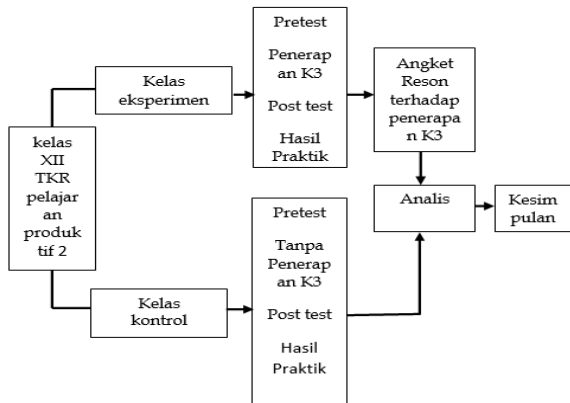 kelas
XII
TKR
pelajar
an
produk
tif 2
Kelas
eksperimen
Pretest
Penerap
an K3
Post test
Hasil
Praktik
Angket
Reson
terhadap
penerapa
n K3
Kelas
kontrol
Pretest
Tanpa
Penerap
an K3
Post test
Hasil
Praktik
Analis
Kesim
pulan